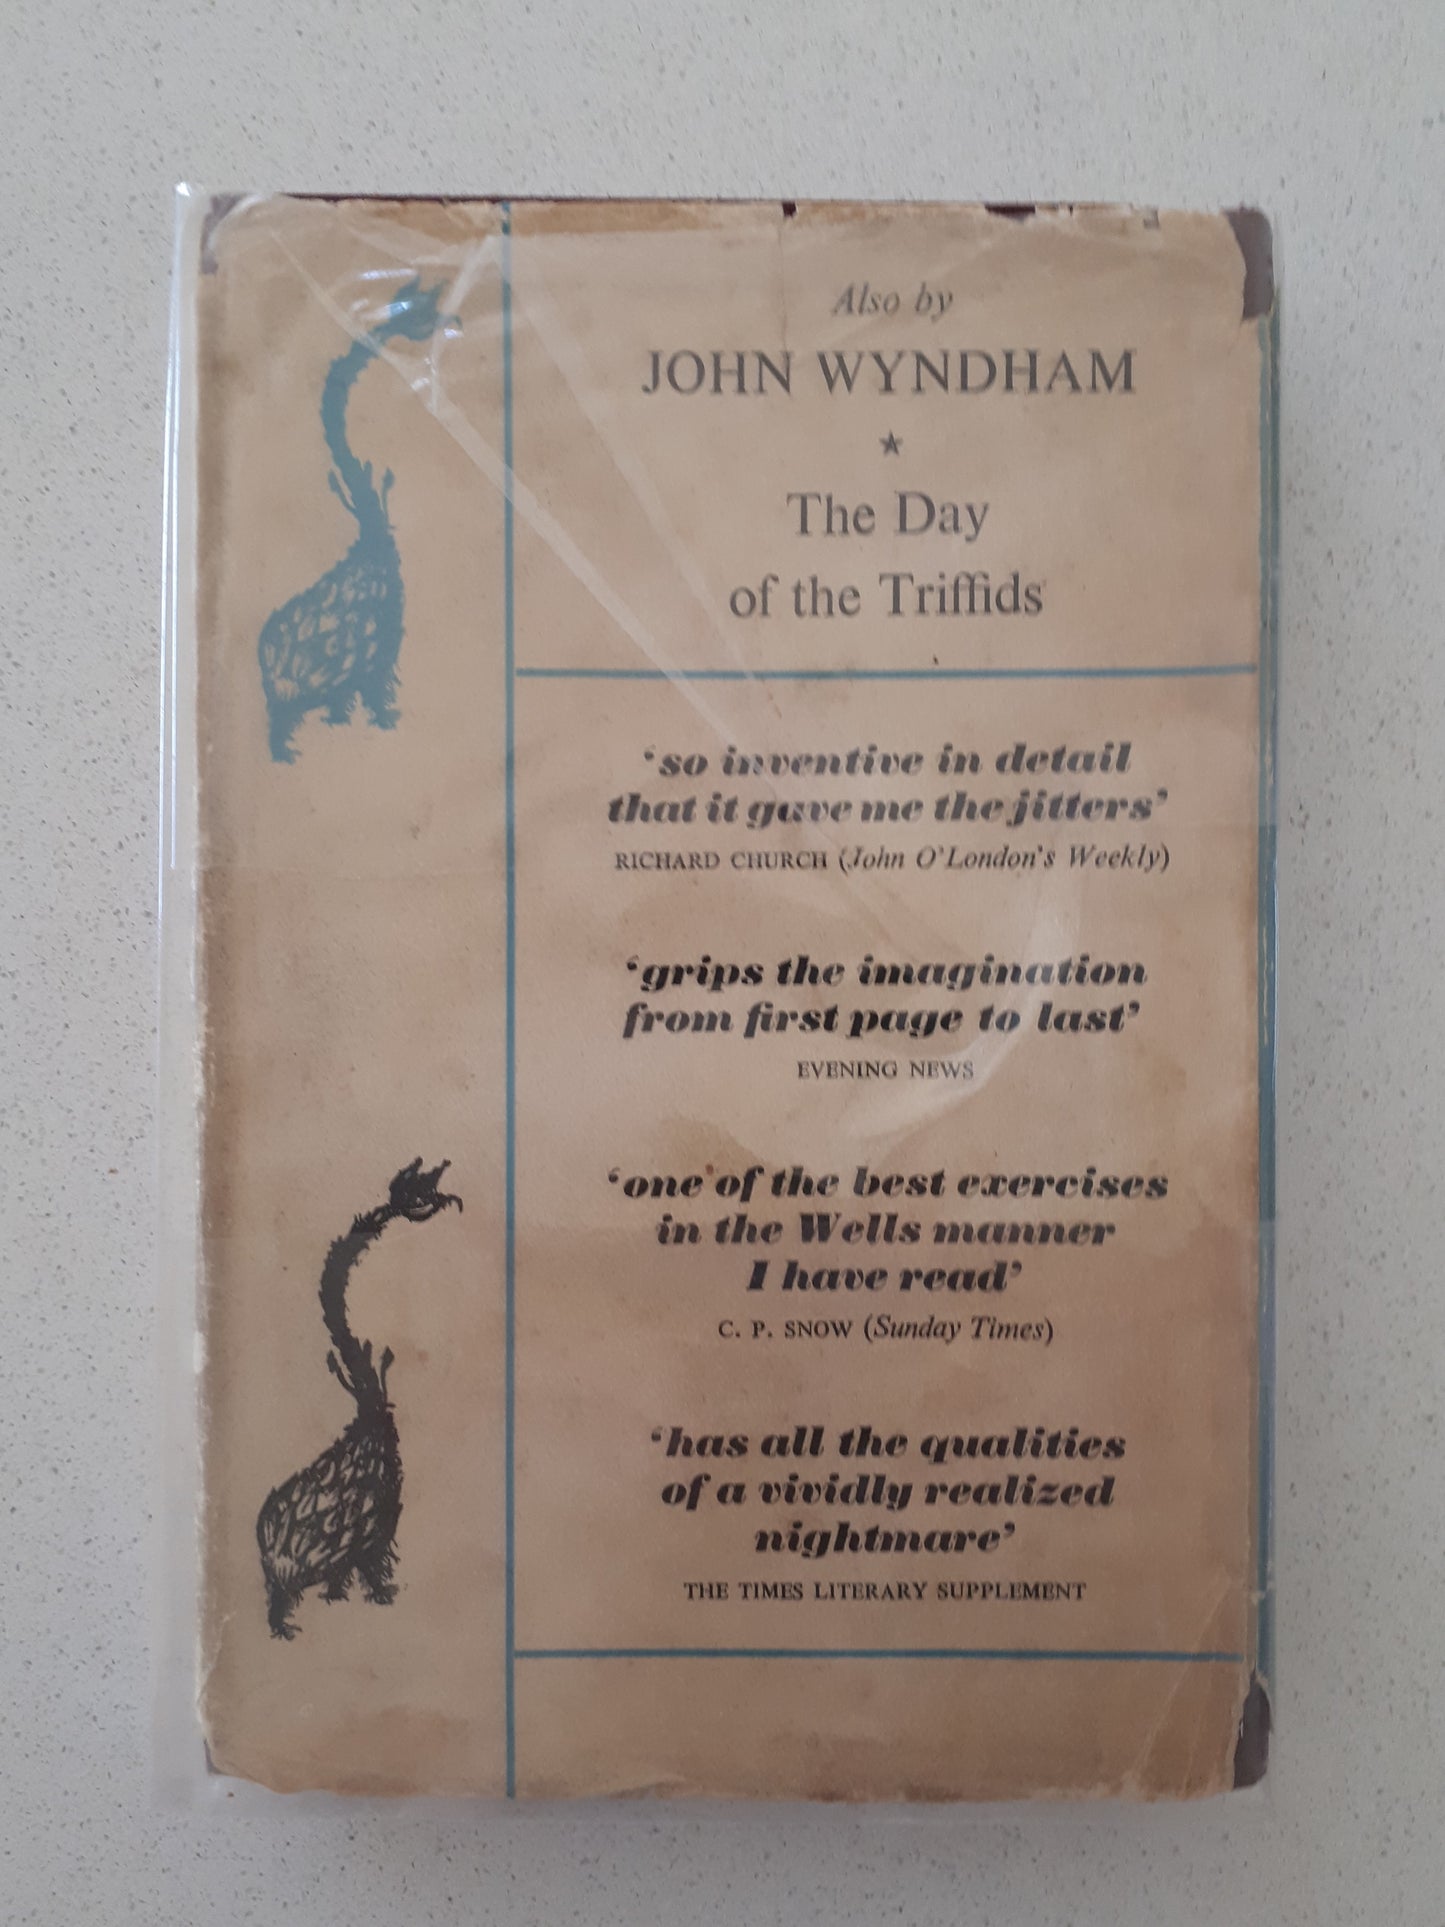 Also by
JOHN WYNDHAM
★
The Day
of the Triffids
‘so inventive in detail
that it gave me the jitters’
RICHARD CHURCH (John O'London's Weekly)
‘grips the imagination
from first page to last’
EVENING NEWS
‘one of the best exercises
in the Wells manner
I have read’
C. P. SNOW (Sunday Times)
‘has all the qualities
of a vividly realized
nightmare’
THE TIMES LITERARY SUPPLEMENT